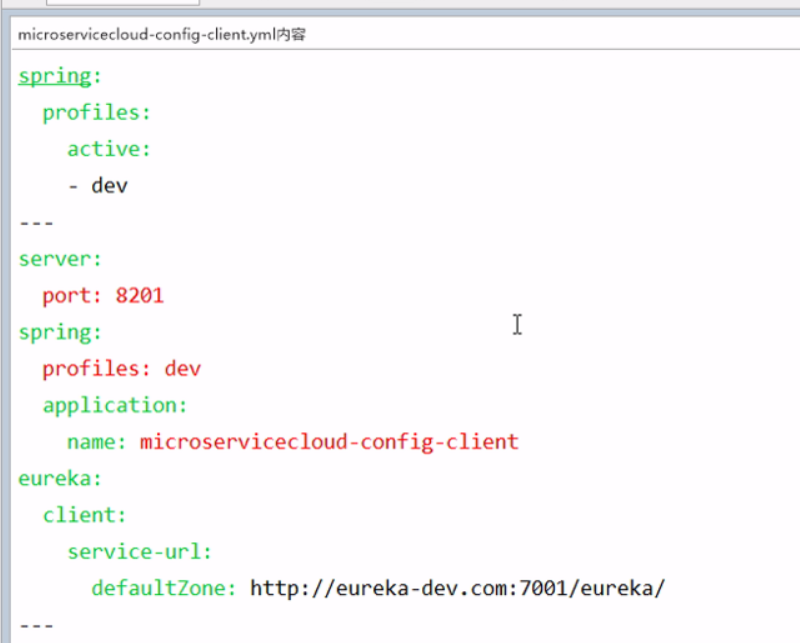 microservicecloud-config-client.yml内容
spring:
  profiles:
    active:
    - dev
---
server:
  port: 8201
spring:
  profiles: dev
  application:
    name: microservicecloud-config-client
eureka:
  client:
    service-url:
      defaultZone: http://eureka-dev.com:7001/eureka/
---